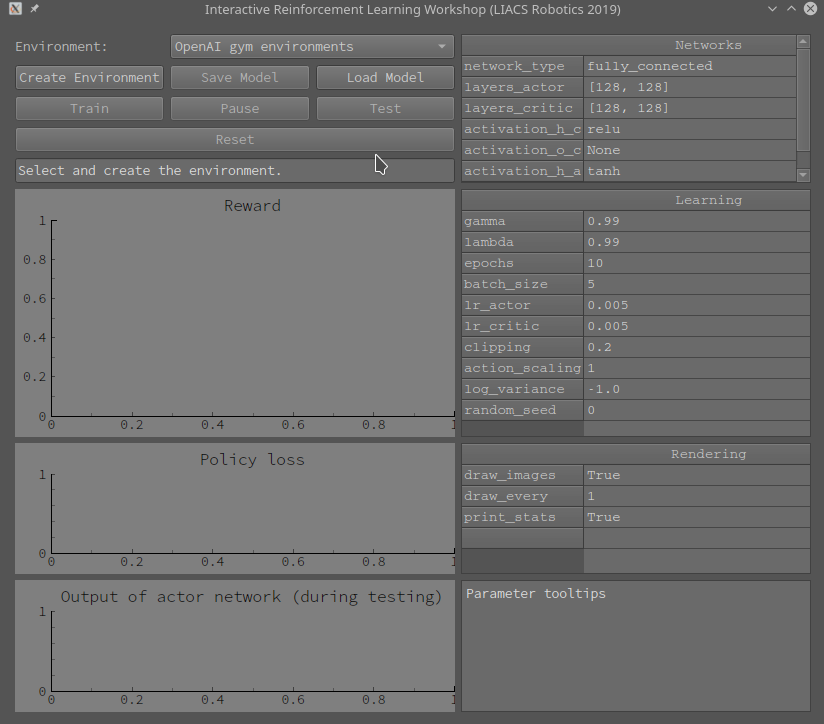 Interactive Reinforcement Learning Workshop (LIACS Robotics 2019)
Environment: OpenAI gym environments
Create Environment Save Model Load Model
Train Pause Test
Reset
Select and create the environment.
Reward
1
0.8
0.6
0.4
0.2
0
0 0.2 0.4 0.6 0.8 1
Policy loss
1
0
0 0.2 0.4 0.6 0.8 1
Output of actor network (during testing)
1
0
0 0.2 0.4 0.6 0.8 1
Networks
network_type fully_connected
layers_actor [128, 128]
layers_critic [128, 128]
activation_h_c relu
activation_o_c None
activation_h_a tanh
Learning
gamma 0.99
lambda 0.99
epochs 10
batch_size 5
lr_actor 0.005
lr_critic 0.005
clipping 0.2
action_scaling 1
log_variance -1.0
random_seed 0
Rendering
draw_images True
draw_every 1
print_stats True
Parameter tooltips